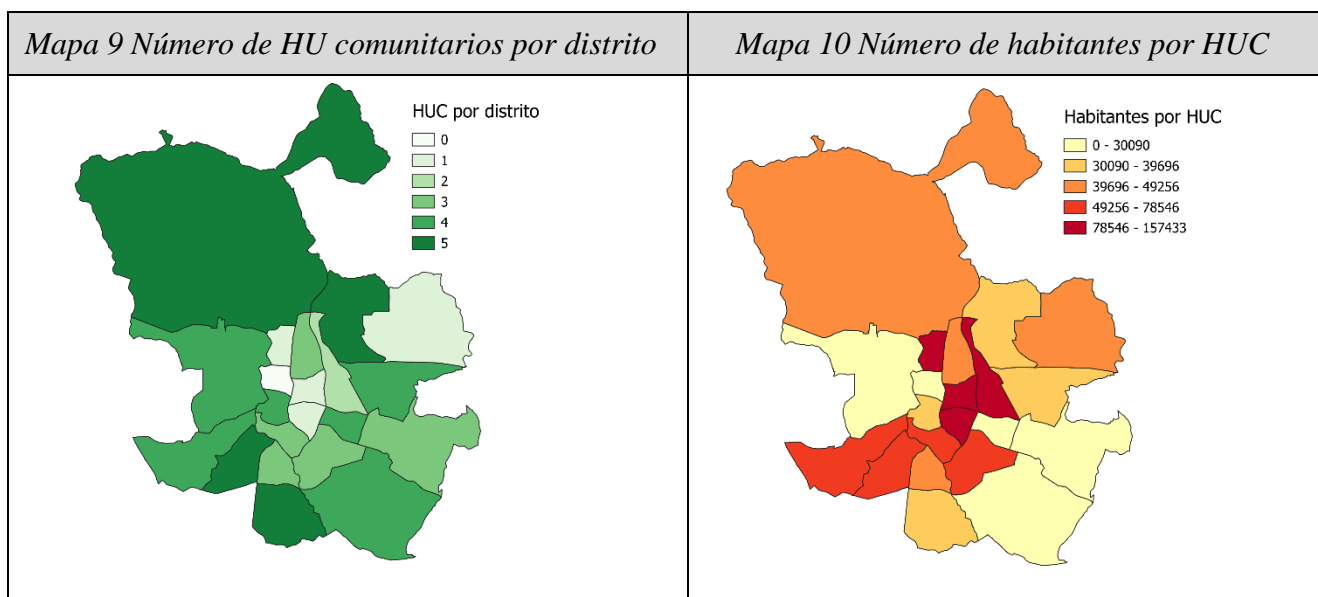 Mapa 9 Número de HU comunitarios por distrito
Mapa 10 Número de habitantes por HUC
HUC por distrito
0
1
2
3
4
5
Habitantes por HUC
0 - 30090
30090 - 39696
39696 - 49256
49256 - 78546
78546 - 157433